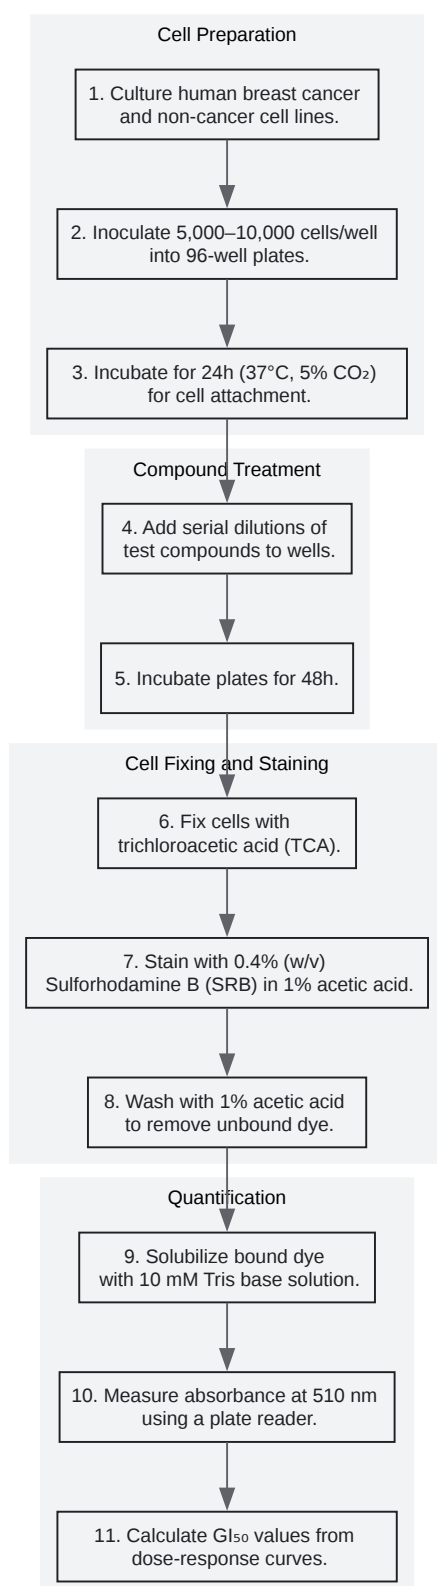 Cell Preparation
1. Culture human breast cancer
and non-cancer cell lines.
2. Inoculate 5,000–10,000 cells/well
into 96-well plates.
3. Incubate for 24h (37°C, 5% CO₂)
for cell attachment.
Compound Treatment
4. Add serial dilutions of
test compounds to wells.
5. Incubate plates for 48h.
Cell Fixing and Staining
6. Fix cells with
trichloroacetic acid (TCA).
7. Stain with 0.4% (w/v)
Sulforhodamine B (SRB) in 1% acetic acid.
8. Wash with 1% acetic acid
to remove unbound dye.
Quantification
9. Solubilize bound dye
with 10 mM Tris base solution.
10. Measure absorbance at 510 nm
using a plate reader.
11. Calculate GI₅₀ values from
dose-response curves.